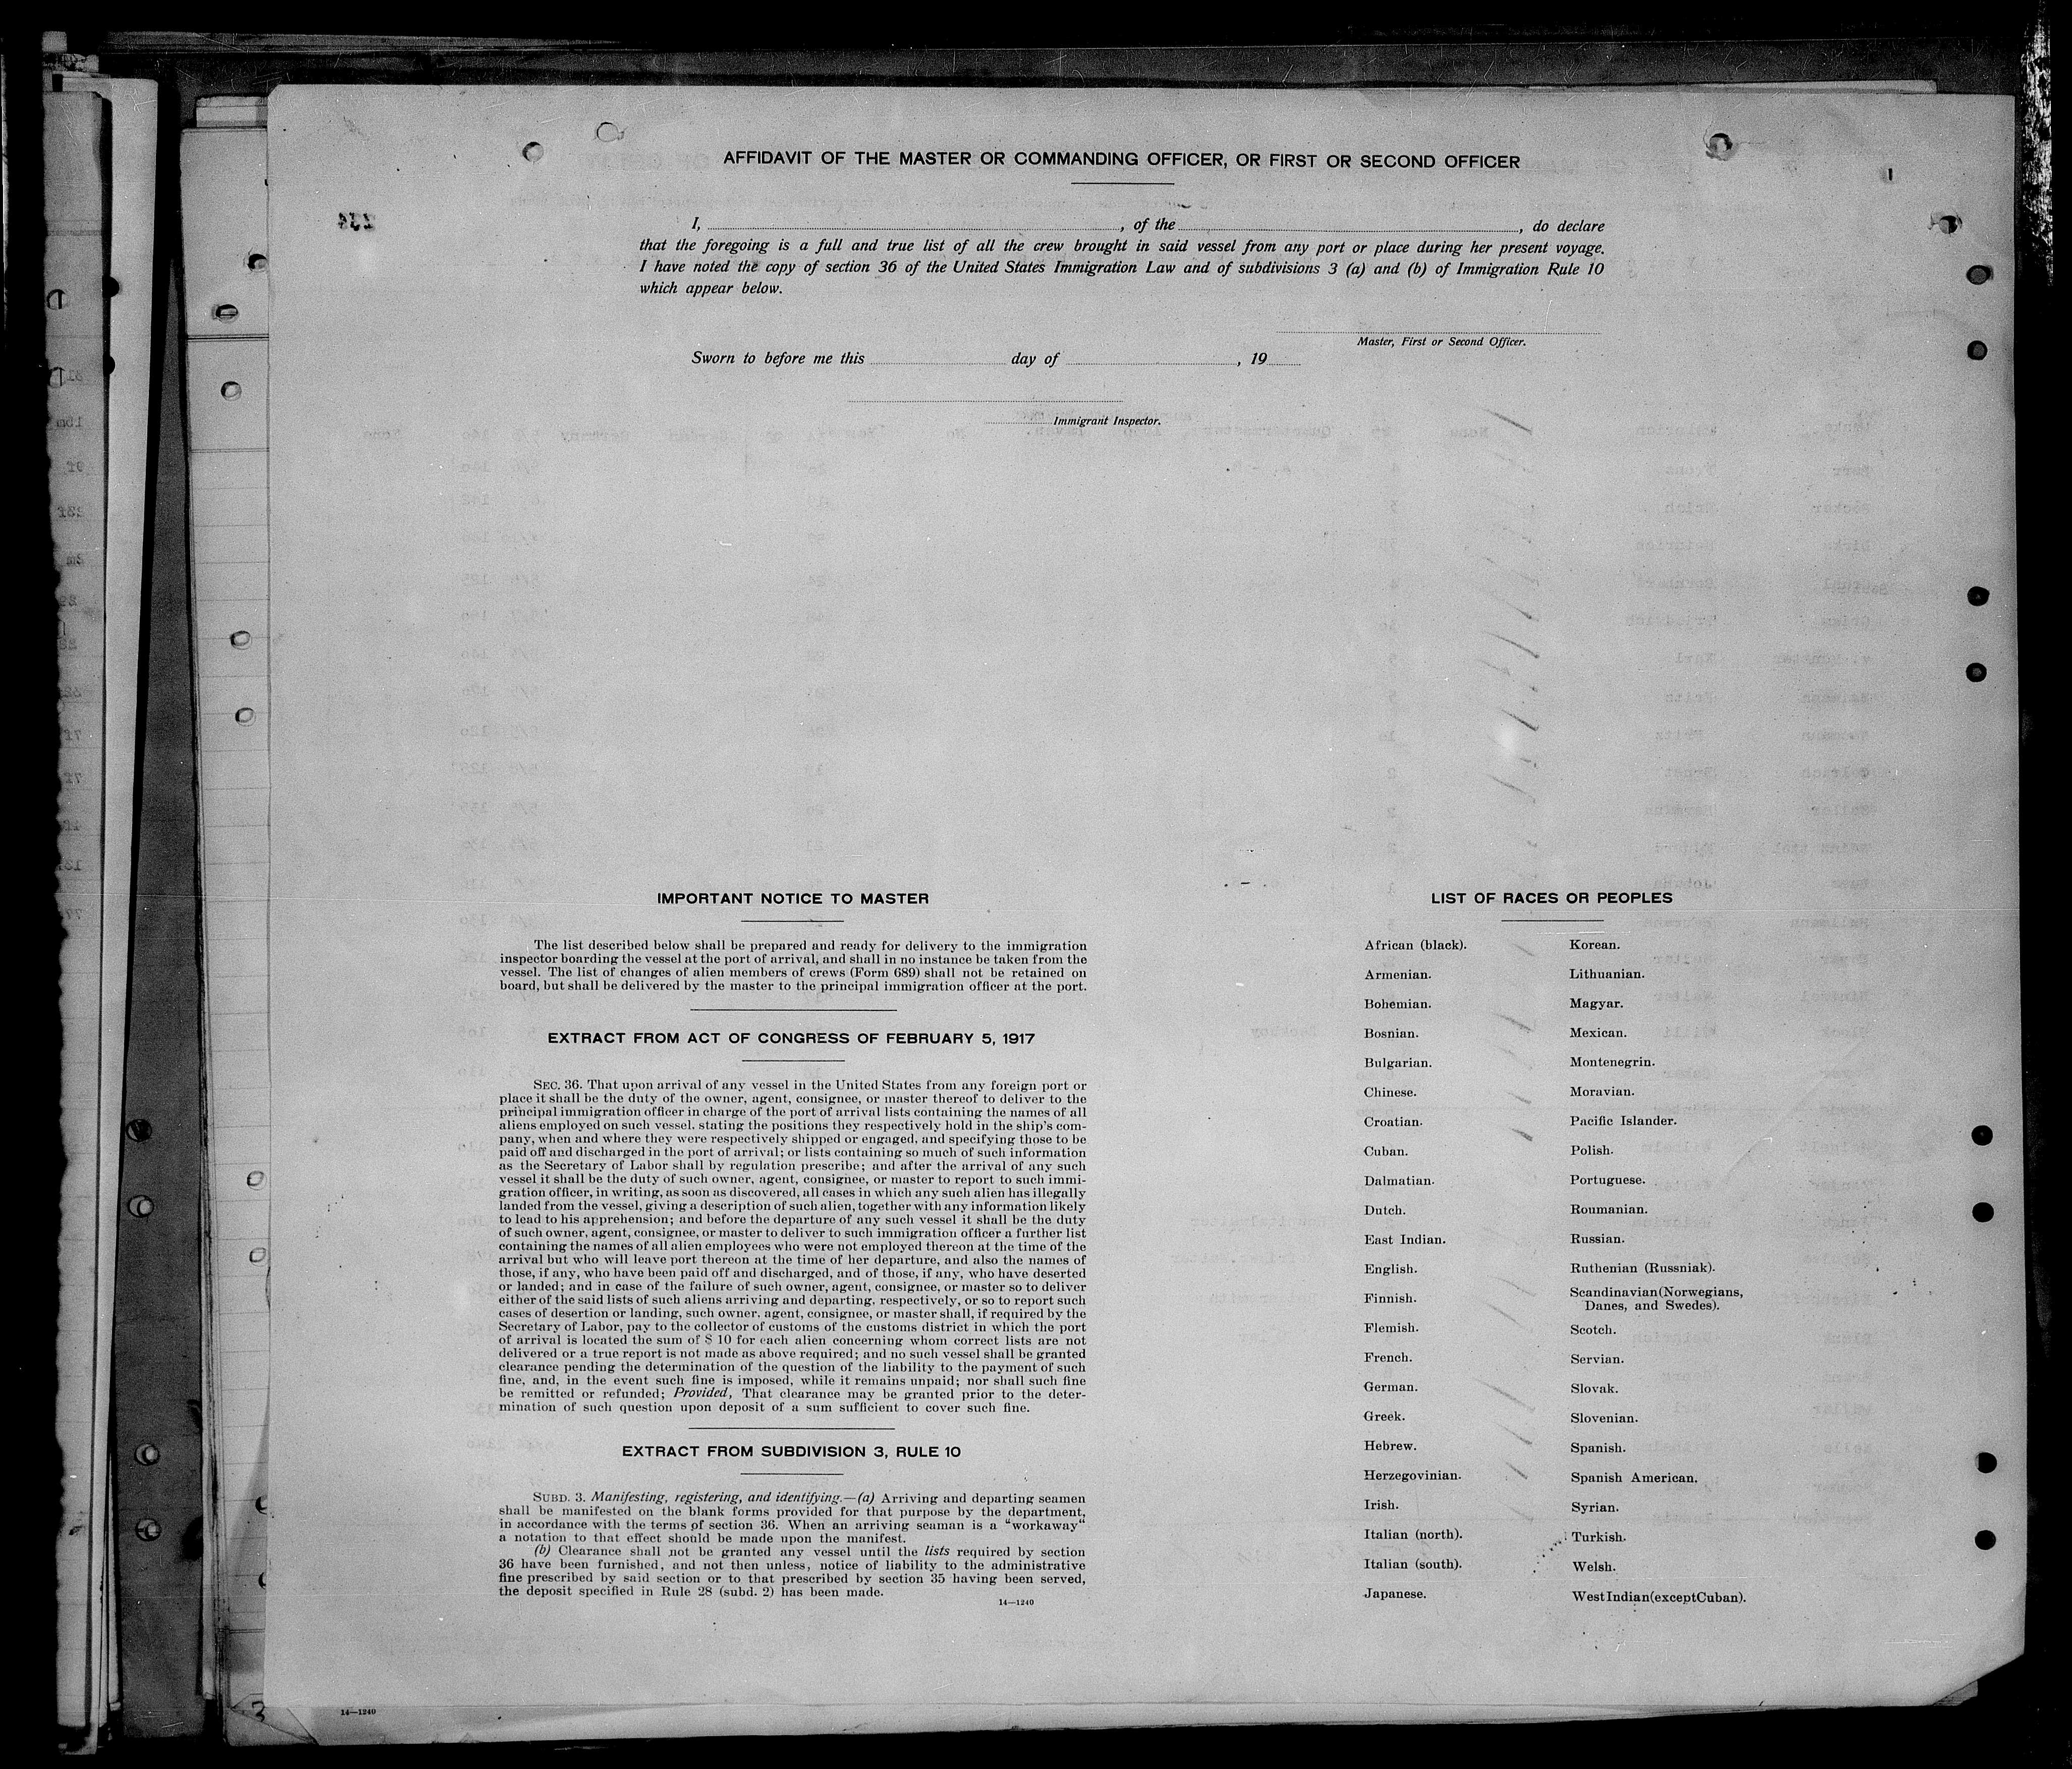 AFFIDAVIT OF THE MASTER OR COMMANDING OFFICER, OR FIRST OR SECOND OFFICER
I, , of the , do declare
that the foregoing is a full and true list of all the crew brought in said vessel from any port or place during her present voyage.
I have noted the copy of section 36 of the United States Immigration Law and of subdivisions 3 (a) and (b) of Immigration Rule 10
which appear below.
Master, First or Second Officer.
Sworn to before me this day of , 19
Immigrant Inspector.
IMPORTANT NOTICE TO MASTER
The list described below shall be prepared and ready for delivery to the immigration
inspector boarding the vessel at the port of arrival, and shall in no instance be taken from the
vessel. The list of changes of alien members of crews (Form 689) shall not be retained on
board, but shall be delivered by the master to the principal immigration officer at the port.
EXTRACT FROM ACT OF CONGRESS OF FEBRUARY 5, 1917
SEC. 36. That upon arrival of any vessel in the United States from any foreign port or
place it shall be the duty of the owner, agent, consignee, or master thereof to deliver to the
principal immigration officer in charge of the port of arrival lists containing the names of all
aliens employed on such vessel. stating the positions they respectively hold in the ship's com-
pany, when and where they were respectively shipped or engaged, and specifying those to be
paid off and discharged in the port of arrival; or lists containing so much of such information
as the Secretary of Labor shall by regulation prescribe; and after the arrival of any such
vessel it shall be the duty of such owner, agent, consignee, or master to report to such immi-
gration officer, in writing, as soon as discovered, all cases in which any such alien has illegally
landed from the vessel, giving a description of such alien, together with any information likely
to lead to his apprehension; and before the departure of any such vessel it shall be the duty
of such owner, agent, consignee, or master to deliver to such immigration officer a further list
containing the names of all alien employees who were not employed thereon at the time of the
arrival but who will leave port thereon at the time of her departure, and also the names of
those, if any, who have been paid off and discharged, and of those, if any, who have deserted
or landed; and in case of the failure of such owner, agent, consignee, or master so to deliver
either of the said lists of such aliens arriving and departing, respectively, or so to report such
cases of desertion or landing, such owner. agent, consignee, or master shall, if required by the
Secretary of Labor, pay to the collector of customs of the customs district in which the port
of arrival is located the sum of $ 10 for each alien concerning whom correct lists are not
delivered or a true report is not made as above required; and no such vessel shall be granted
clearance pending the determination of the question of the liability to the payment of such
fine, and, in the event such fine is imposed, while it remains unpaid; nor shall such fine
be remitted or refunded; Provided, That clearance may be granted prior to the deter-
mination of such question upon deposit of a sum sufficient to cover such fine.
EXTRACT FROM SUBDIVISION 3, RULE 10
SUBD. 3. Manifesting, registering, and identifying.—(a) Arriving and departing seamen
shall be manifested on the blank forms provided for that purpose by the department,
in accordance with the terms of section 36. When an arriving seaman is a "workaway"
a notation to that effect should be made upon the manifest.
(b) Clearance shall not be granted any vessel until the lists required by section
36 have been furnished, and not then unless, notice of liability to the administrative
fine prescribed by said section or to that prescribed by section 35 having been served,
the deposit specified in Rule 28 (subd. 2) has been made.
14—1240
LIST OF RACES OR PEOPLES
African (black).
Armenian.
Bohemian.
Bosnian.
Bulgarian.
Chinese.
Croatian.
Cuban.
Dalmatian.
Dutch.
East Indian.
English.
Finnish.
Flemish.
French.
German.
Greek.
Hebrew.
Herzegovinian.
Irish.
Italian (north).
Italian (south).
Japanese.
Korean.
Lithuanian.
Magyar.
Mexican.
Montenegrin.
Moravian.
Pacific Islander.
Polish.
Portuguese.
Roumanian.
Russian.
Ruthenian (Russniak).
Scandinavian (Norwegians,
Danes, and Swedes).
Scotch.
Servian.
Slovak.
Slovenian.
Spanish.
Spanish American.
Syrian.
Turkish.
Welsh.
West Indian (except Cuban).
14—1240